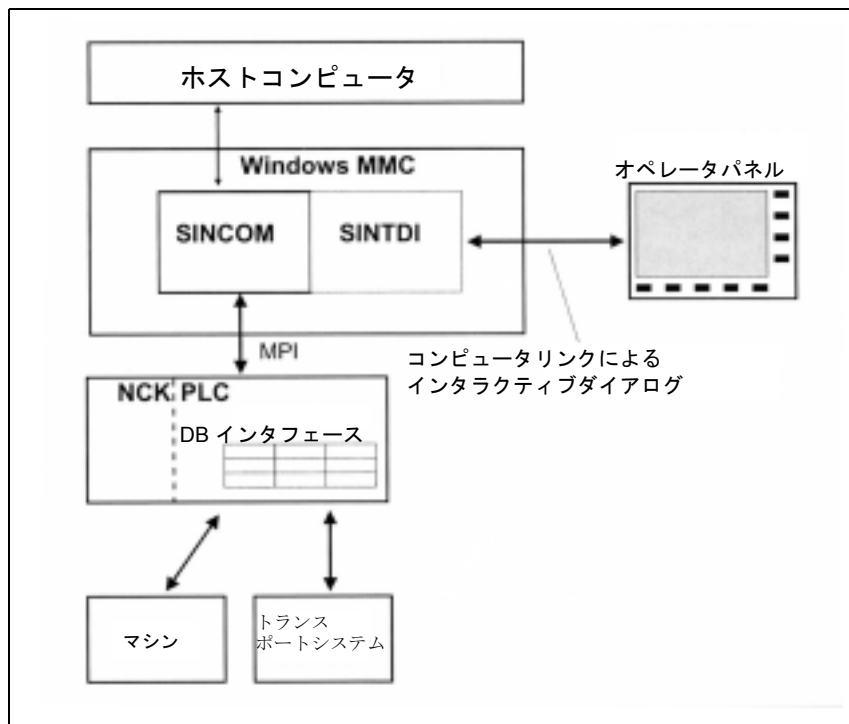 ホストコンピュータ
Windows MMC
オペレータパネル
SINCOM
SINTDI
MPI
コンピュータリンクによる
インタラクティブダイアログ
NCK PLC
DB インタフェース
マシン
トランス
ポートシステム